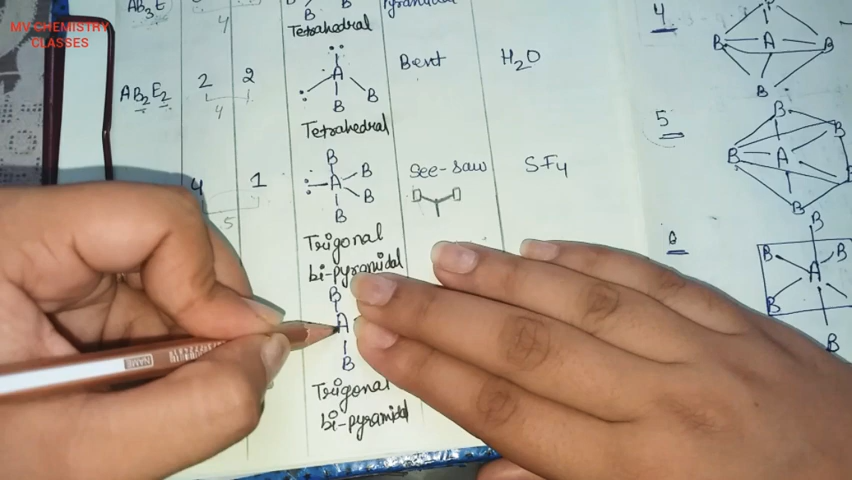 MV CHEMISTRY
CLASSES
AB3E
4
B B
Tetrahedral
AB2E2 2 2
4
A
B B
Tetrahedral
Bent
H2O
4 1
5
B
A B
B
B
Trigonal
bi-pyramidal
See-saw
SF4
B
A
B
Trigonal
bi-pyramidal
4
B A B
B
5
B
B A B
B B
B
B B
A
B B
B
NAME